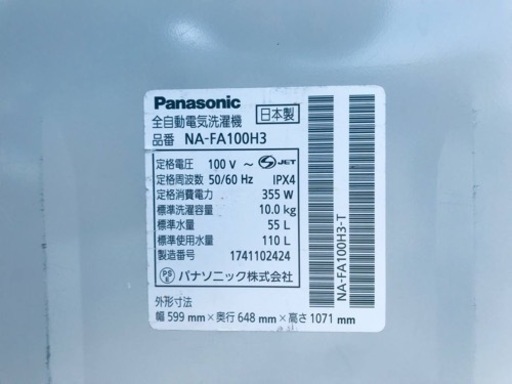 Panasonic
全自動電気洗濯機 日本製
品番 NA-FA100H3
定格電圧 100 V ～ JET
定格周波数 50/60 Hz IPX4
定格消費電力 355 W
標準洗濯容量 10.0 kg
標準水量 55 L
標準使用水量 110 L
製造番号 1741102424
PSE パナソニック株式会社
外形寸法
幅 599 mm×奥行 648 mm×高さ 1071 mm
NA-FA100H3-T